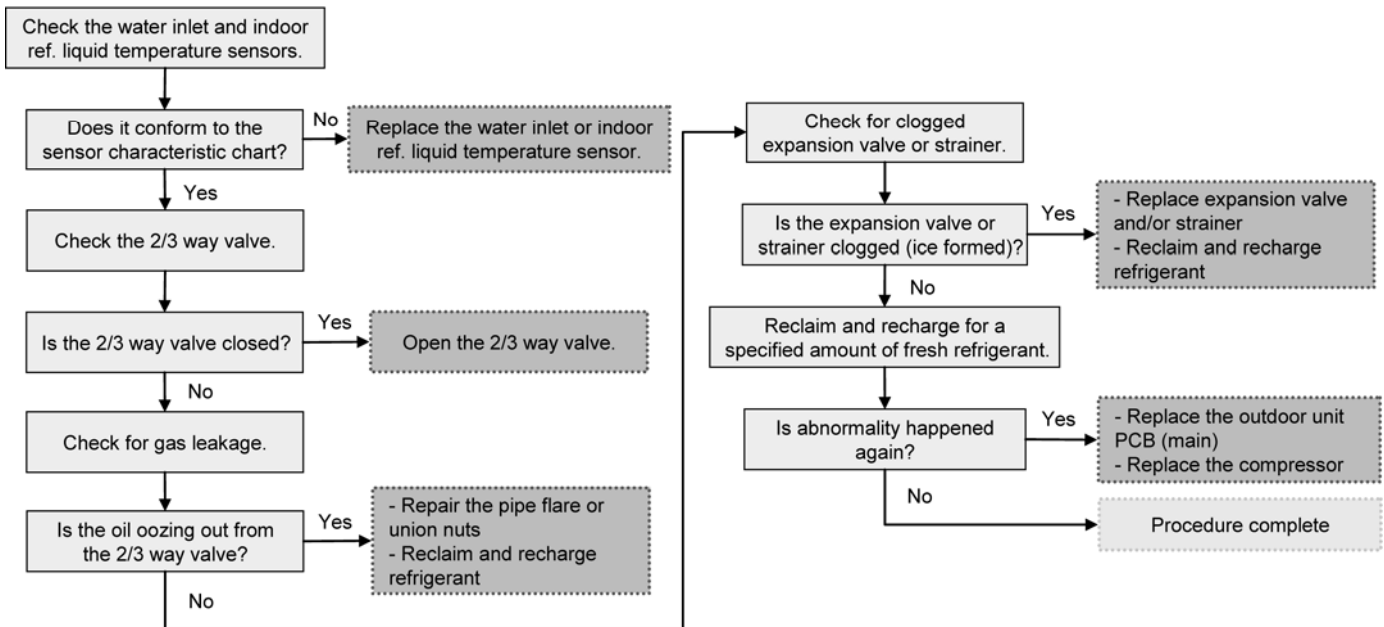 Check the water inlet and indoor
ref. liquid temperature sensors.
Does it conform to the
sensor characteristic chart?
No
Replace the water inlet or indoor
ref. liquid temperature sensor.
Yes
Check the 2/3 way valve.
Is the 2/3 way valve closed?
Yes
Open the 2/3 way valve.
No
Check for gas leakage.
Is the oil oozing out from
the 2/3 way valve?
Yes
- Repair the pipe flare or
union nuts
- Reclaim and recharge
refrigerant
No
Check for clogged
expansion valve or strainer.
Is the expansion valve or
strainer clogged (ice formed)?
Yes
- Replace expansion valve
and/or strainer
- Reclaim and recharge
refrigerant
No
Reclaim and recharge for a
specified amount of fresh refrigerant.
Is abnormality happened
again?
Yes
- Replace the outdoor unit
PCB (main)
- Replace the compressor
No
Procedure complete